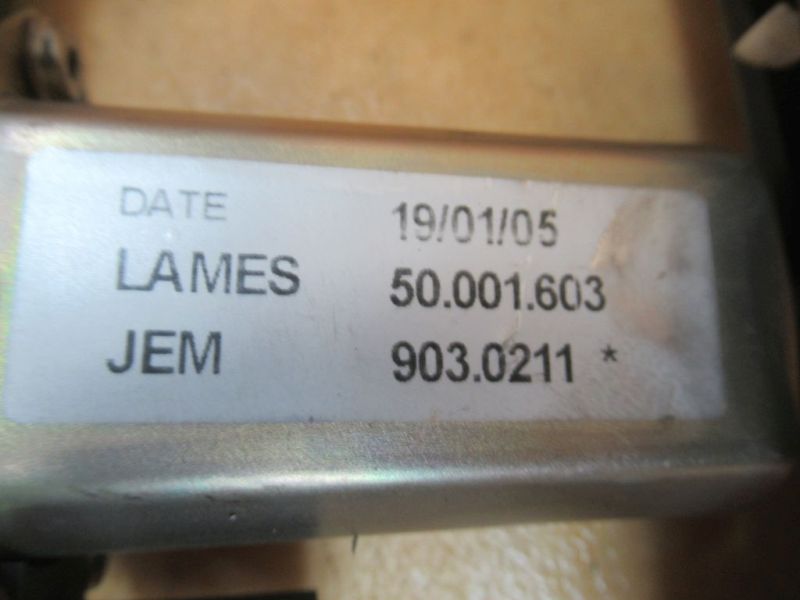 DATE 19/01/05
LAMES 50.001.603
JEM 903.0211 *